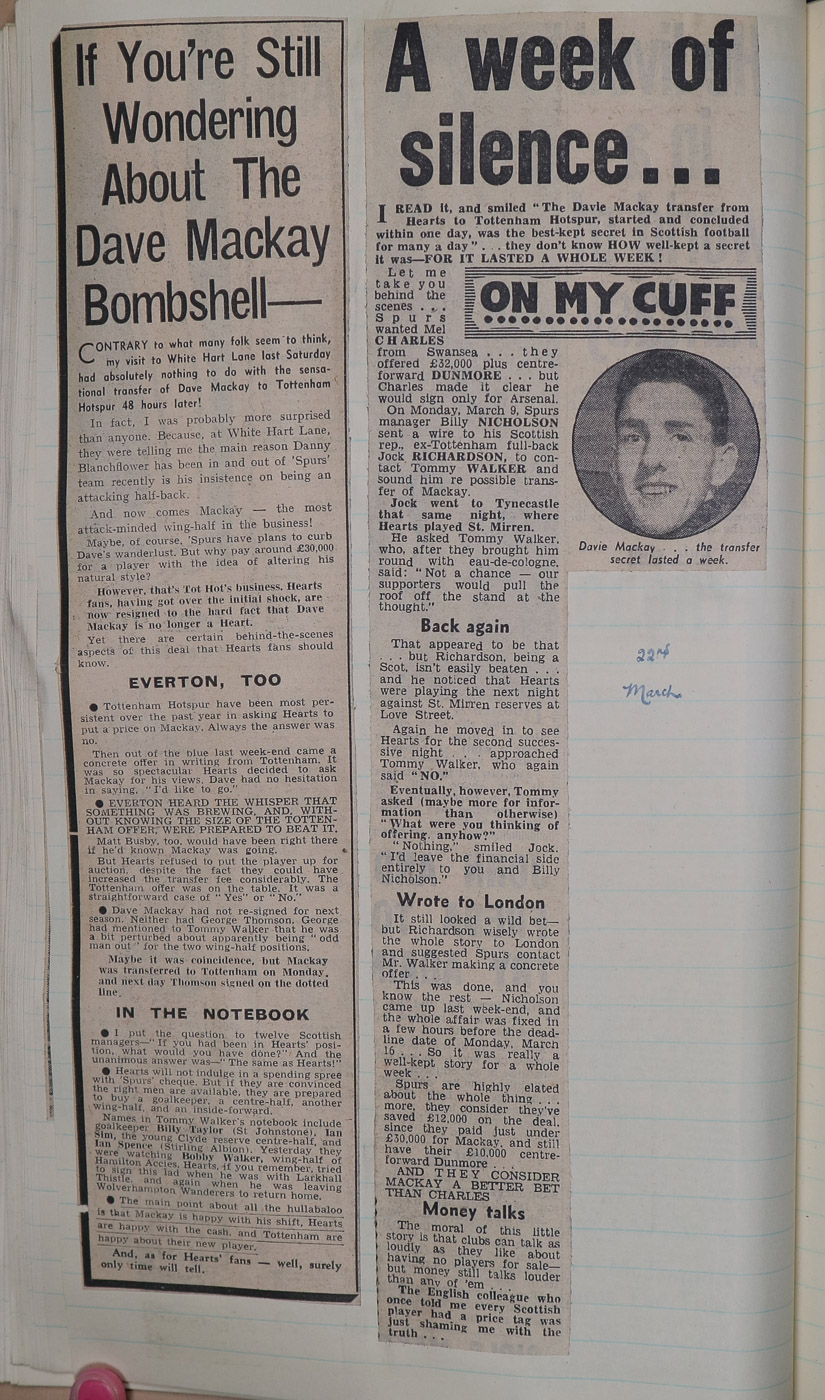 If You're Still
Wondering
About The
Dave Mackay
Bombshell—
CONTRARY to what many folk seem to think,
my visit to White Hart Lane last Saturday
had absolutely nothing to do with the sensa-
tional transfer of Dave Mackay to Tottenham
Hotspur 48 hours later!
In fact, I was probably more surprised
than anyone. Because, at White Hart Lane,
they were telling me the main reason Danny
Blanchflower has been in and out of 'Spurs'
team recently is his insistence on being an
attacking half-back.
And now comes Mackay — the most
attack-minded wing-half in the business!
Maybe, of course, 'Spurs have plans to curb
Dave's wanderlust. But why pay around £30,000
for a player with the idea of altering his
natural style?
However, that's Tot Hot's business. Hearts
fans, having got over the initial shock, are
now resigned to the hard fact that Dave
Mackay is no longer a Heart.
Yet there are certain behind-the-scenes
aspects of this deal that Hearts fans should
know.
EVERTON, TOO
● Tottenham Hotspur have been most per-
sistent over the past year in asking Hearts to
put a price on Mackay. Always the answer was
no.
Then out of the blue last week-end came a
concrete offer in writing from Tottenham. It
was so spectacular Hearts decided to ask
Mackay for his views. Dave had no hesitation
in saying, "I'd like to go."
● EVERTON HEARD THE WHISPER THAT
SOMETHING WAS BREWING, AND, WITH-
OUT KNOWING THE SIZE OF THE TOTTEN-
HAM OFFER, WERE PREPARED TO BEAT IT.
Matt Busby, too, would have been right there
if he'd known Mackay was going.
But Hearts refused to put the player up for
auction, despite the fact they could have
increased the transfer fee considerably. The
Tottenham offer was on the table. It was a
straightforward case of "Yes" or "No."
● Dave Mackay had not re-signed for next
season. Neither had George Thomson. George
had mentioned to Tommy Walker that he was
a bit perturbed about apparently being "odd
man out" for the two wing-half positions.
Maybe it was coincidence, but Mackay
was transferred to Tottenham on Monday,
and next day Thomson signed on the dotted
line.
IN THE NOTEBOOK
● I put the question to twelve Scottish
managers—"If you had been in Hearts' posi-
tion, what would you have done?" And the
unanimous answer was—"The same as Hearts!"
● Hearts will not indulge in a spending spree
with 'Spurs' cheque. But if they are convinced
the right men are available, they are prepared
to buy a goalkeeper, a centre-half, another
wing-half, and an inside-forward.
Names in Tommy Walker's notebook include
goalkeeper Billy Taylor (St Johnstone), Ian
Sim, the young Clyde reserve centre-half, and
Ian Spence (Stirling Albion). Yesterday they
were watching Bobby Walker, wing-half of
Hamilton Accies. Hearts, if you remember, tried
to sign this lad when he was with Larkhall
Thistle, and again when he was leaving
Wolverhampton Wanderers to return home.
● The main point about all the hullabaloo
is that Mackay is happy with his shift, Hearts
are happy with the cash, and Tottenham are
happy about their new player.
And, as for Hearts' fans — well, surely
only time will tell.
A week of
silence...
I READ it, and smiled "The Davie Mackay transfer from
Hearts to Tottenham Hotspur, started and concluded
within one day, was the best-kept secret in Scottish football
for many a day" . . . they don't know HOW well-kept a secret
it was—FOR IT LASTED A WHOLE WEEK!
ON MY CUFF
Let me
take you
behind the
scenes . . .
Spurs
wanted Mel
CHARLES
from Swansea . . . they
offered £32,000 plus centre-
forward DUNMORE . . . but
Charles made it clear he
would sign only for Arsenal.
On Monday, March 9, Spurs
manager Billy NICHOLSON
sent a wire to his Scottish
rep., ex-Tottenham full-back
Jock RICHARDSON, to con-
tact Tommy WALKER and
sound him re possible trans-
fer of Mackay.
Jock went to Tynecastle
that same night, where
Hearts played St. Mirren.
He asked Tommy Walker,
who, after they brought him
round with eau-de-cologne,
said: "Not a chance — our
supporters would pull the
roof off the stand at the
thought."
Back again
That appeared to be that
. . . but Richardson, being a
Scot, isn't easily beaten . . .
and he noticed that Hearts
were playing the next night
against St. Mirren reserves at
Love Street.
Again he moved in to see
Hearts for the second succes-
sive night . . . approached
Tommy Walker, who again
said "NO."
Eventually, however, Tommy
asked (maybe more for infor-
mation than otherwise)
"What were you thinking of
offering, anyhow?"
"Nothing," smiled Jock.
"I'd leave the financial side
entirely to you and Billy
Nicholson."
Wrote to London
It still looked a wild bet—
but Richardson wisely wrote
the whole story to London
and suggested Spurs contact
Mr. Walker making a concrete
offer . . .
This was done, and you
know the rest — Nicholson
came up last week-end, and
the whole affair was fixed in
a few hours before the dead-
line date of Monday, March
16 . . . So it was really a
well-kept story for a whole
week . . .
Spurs are highly elated
about the whole thing . . .
more, they consider they've
saved £12,000 on the deal,
since they paid just under
£30,000 for Mackay, and still
have their £10,000 centre-
forward Dunmore . . .
AND THEY CONSIDER
MACKAY A BETTER BET
THAN CHARLES
Money talks
The moral of this little
story is that clubs can talk as
loudly as they like about
having no players for sale—
but money still talks louder
than any of 'em . . .
The English colleague who
once told me every Scottish
player had a price tag was
just shaming me with the
truth . . .
Davie Mackay . . . the transfer
secret lasted a week.
22nd
March